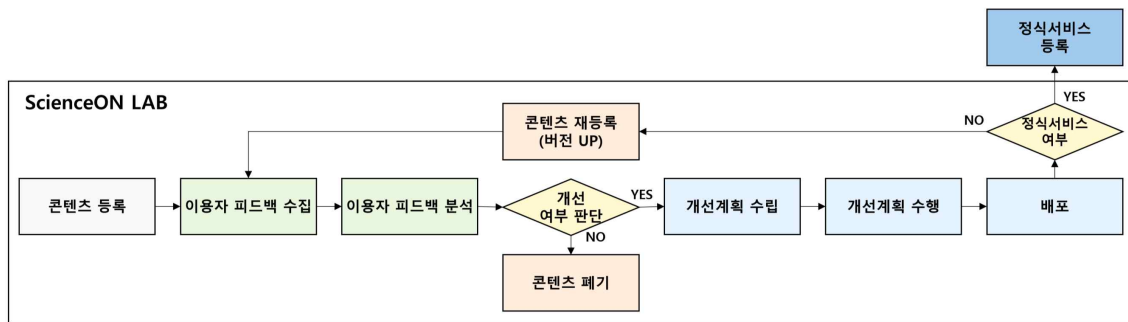 정식서비스
등록
ScienceON LAB
YES
콘텐츠 재등록
(버전 UP)
NO
정식서비스
여부
콘텐츠 등록
이용자 피드백 수집
이용자 피드백 분석
개선
여부 판단
YES
개선계획 수립
개선계획 수행
배포
NO
콘텐츠 폐기